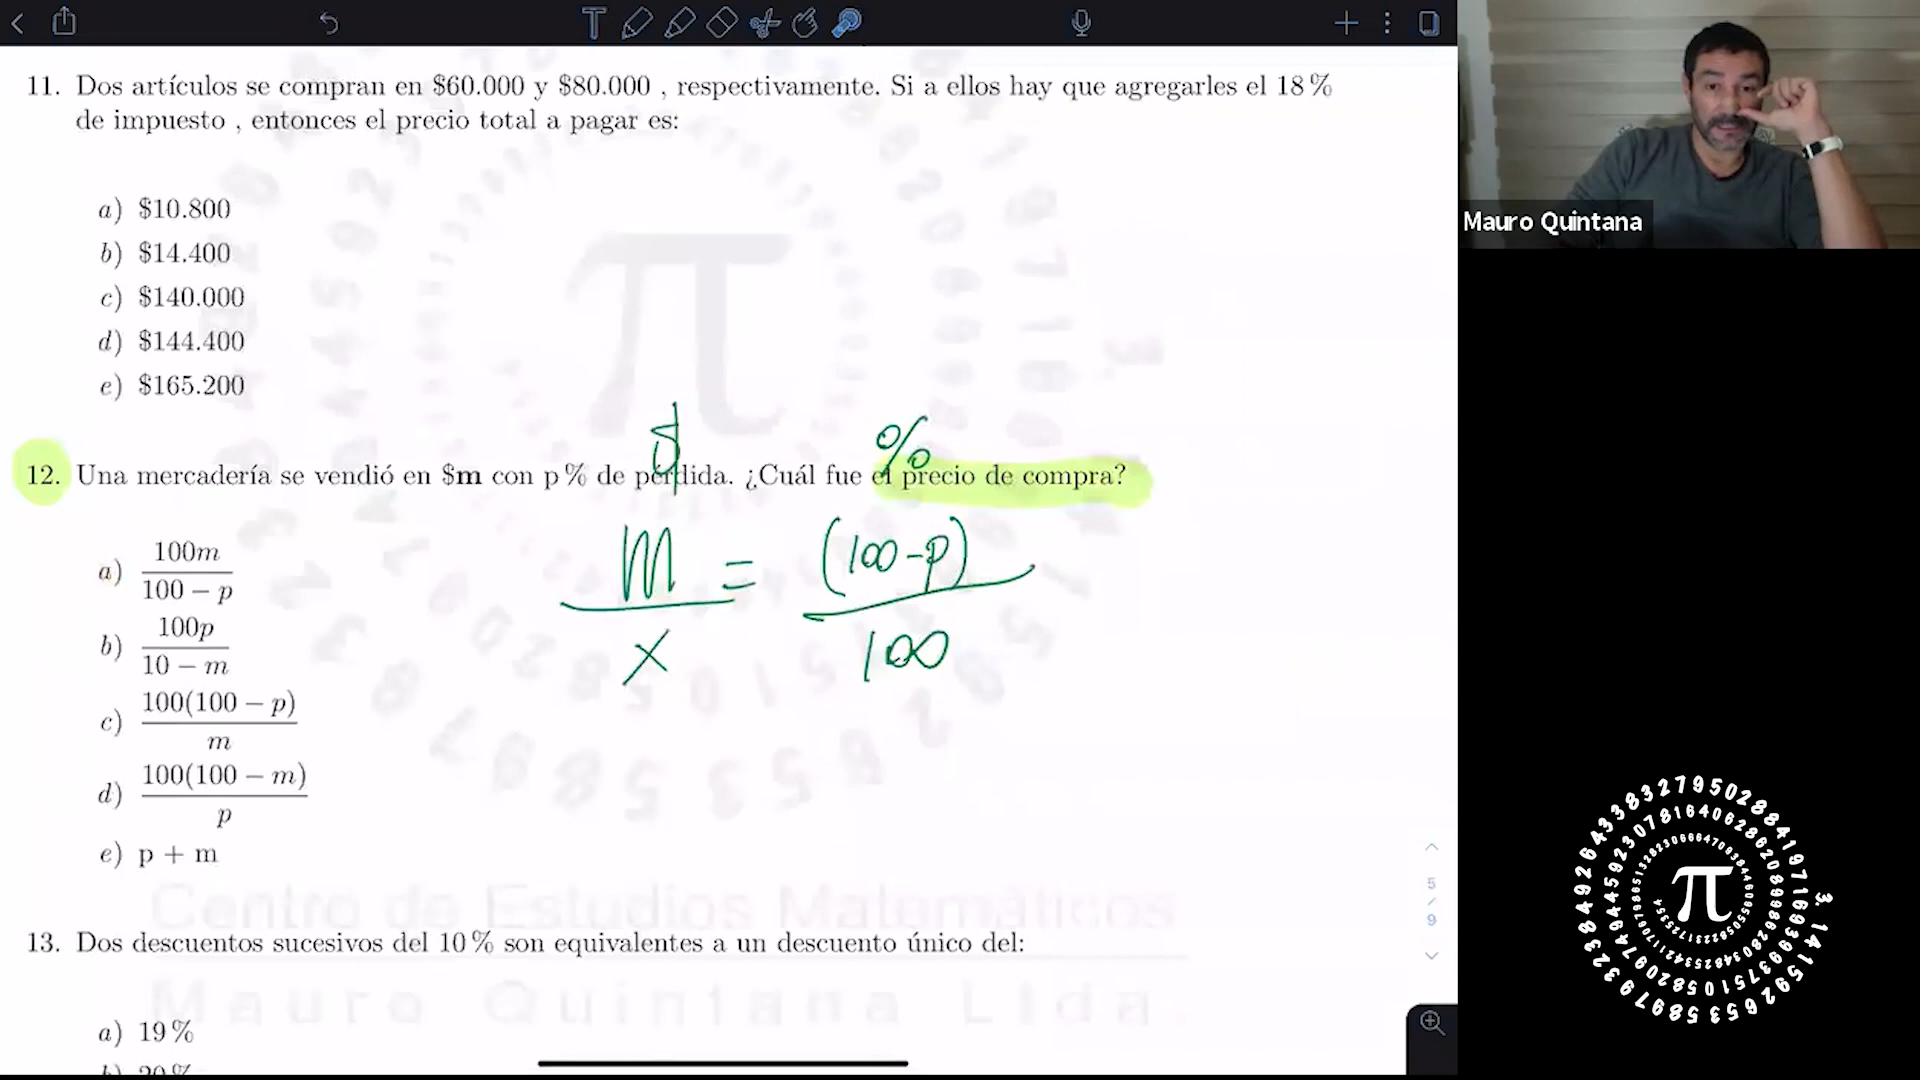 11. Dos artículos se compran en $60.000 y $80.000 , respectivamente. Si a ellos hay que agregarles el 18 %
de impuesto , entonces el precio total a pagar es:
a) $10.800
b) $14.400
c) $140.000
d) $144.400
e) $165.200
Mauro Quintana
$ %
12. Una mercadería se vendió en $m con p % de pérdida. ¿Cuál fue el precio de compra?
m/x = (100-p)/100
a) 100m/(100 − p)
b) 100p/(10 − m)
c) 100(100 − p)/m
d) 100(100 − m)/p
e) p + m
5
/
9
Centro de Estudios Matemáticos
13. Dos descuentos sucesivos del 10 % son equivalentes a un descuento único del:
Mauro Quintana Ltda.
a) 19 %
b) 20 %
π